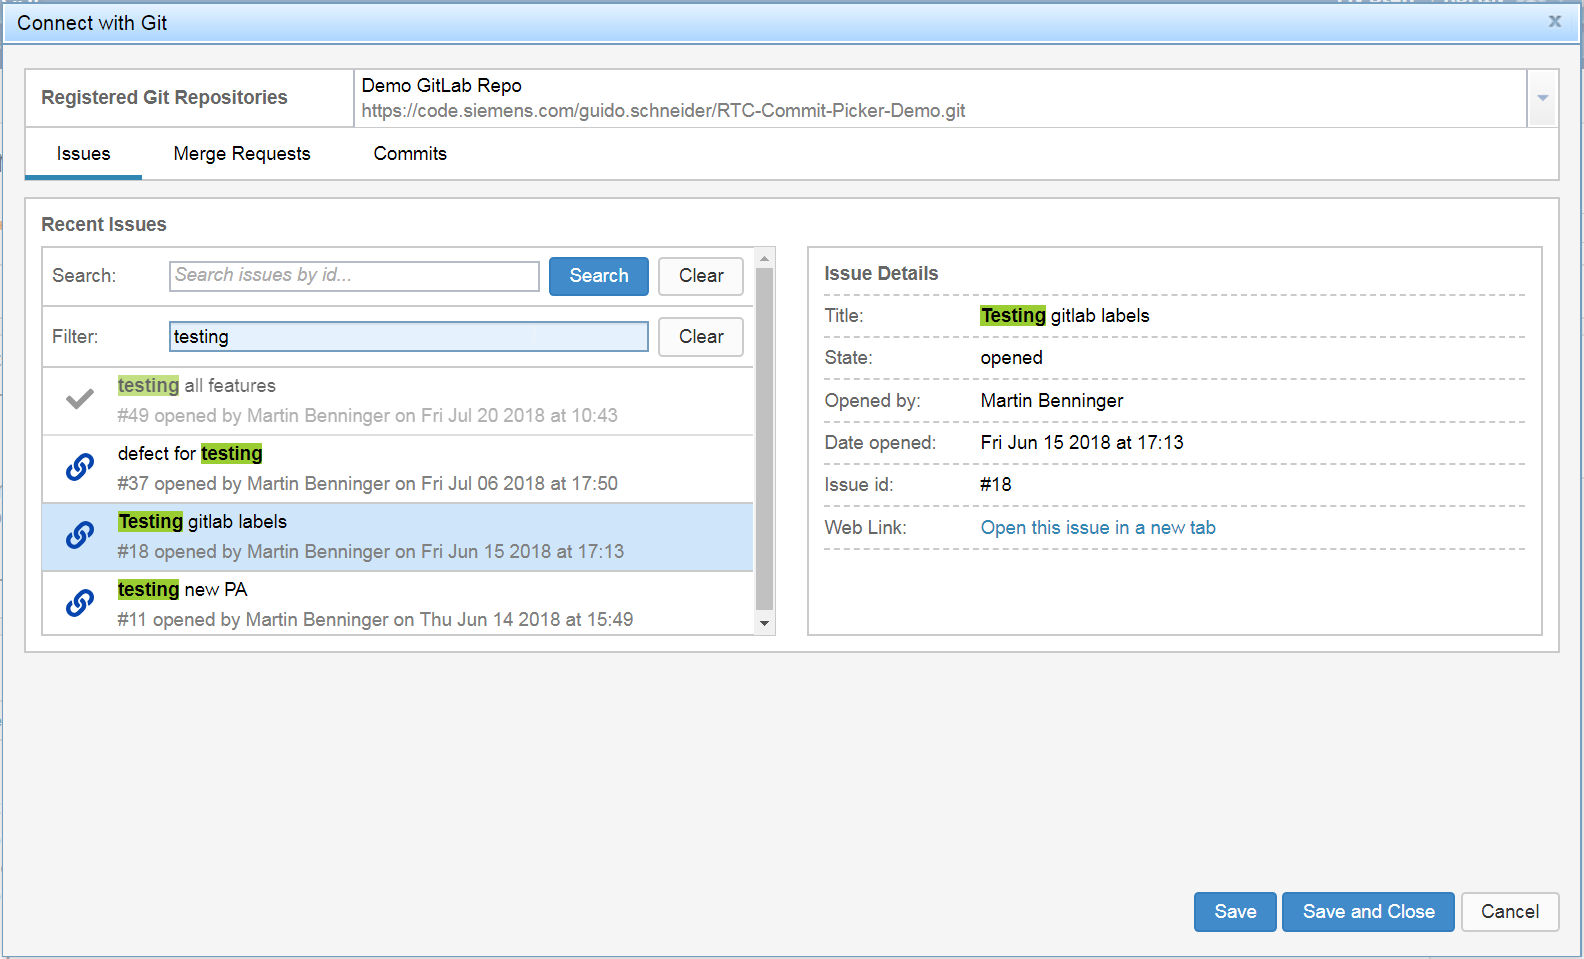 Connect with Git
x
Registered Git Repositories
Demo GitLab Repo
https://code.siemens.com/guido.schneider/RTC-Commit-Picker-Demo.git
Issues
Merge Requests
Commits
Recent Issues
Search:
Search issues by id...
Search
Clear
Filter:
testing
Clear
testing all features
#49 opened by Martin Benninger on Fri Jul 20 2018 at 10:43
defect for testing
#37 opened by Martin Benninger on Fri Jul 06 2018 at 17:50
Testing gitlab labels
#18 opened by Martin Benninger on Fri Jun 15 2018 at 17:13
testing new PA
#11 opened by Martin Benninger on Thu Jun 14 2018 at 15:49
Issue Details
Title: Testing gitlab labels
State: opened
Opened by: Martin Benninger
Date opened: Fri Jun 15 2018 at 17:13
Issue id: #18
Web Link: Open this issue in a new tab
Save
Save and Close
Cancel